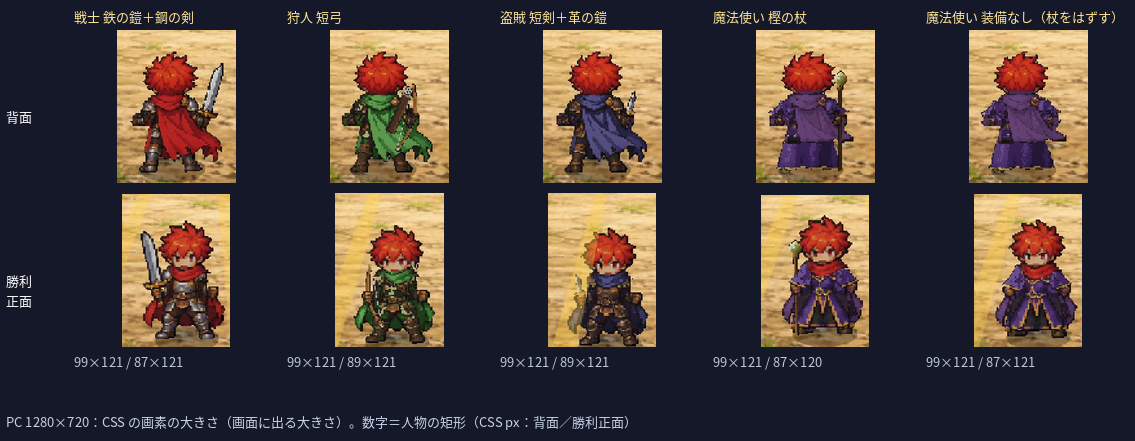 戦士 鉄の鎧＋鋼の剣
狩人 短弓
盗賊 短剣＋革の鎧
魔法使い 樫の杖
魔法使い 装備なし（杖をはずす）
背面
勝利
正面
99×121 / 87×121
99×121 / 89×121
99×121 / 89×121
99×121 / 87×120
99×121 / 87×121
PC 1280×720：CSS の画素の大きさ（画面に出る大きさ）。数字＝人物の矩形（CSS px：背面／勝利正面）